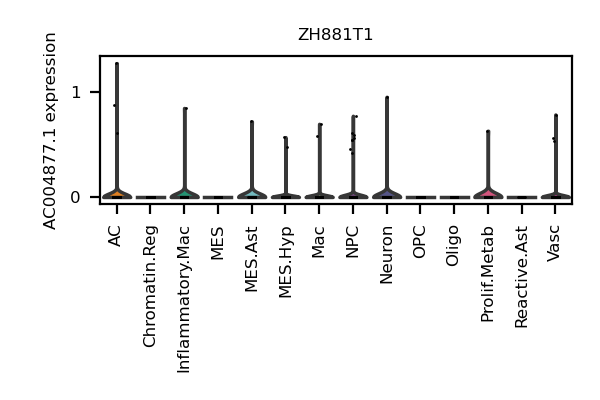 ZH881T1
AC004877.1 expression
1
0
AC
Chromatin.Reg
Inflammatory.Mac
MES
MES.Ast
MES.Hyp
Mac
NPC
Neuron
OPC
Oligo
Prolif.Metab
Reactive.Ast
Vasc